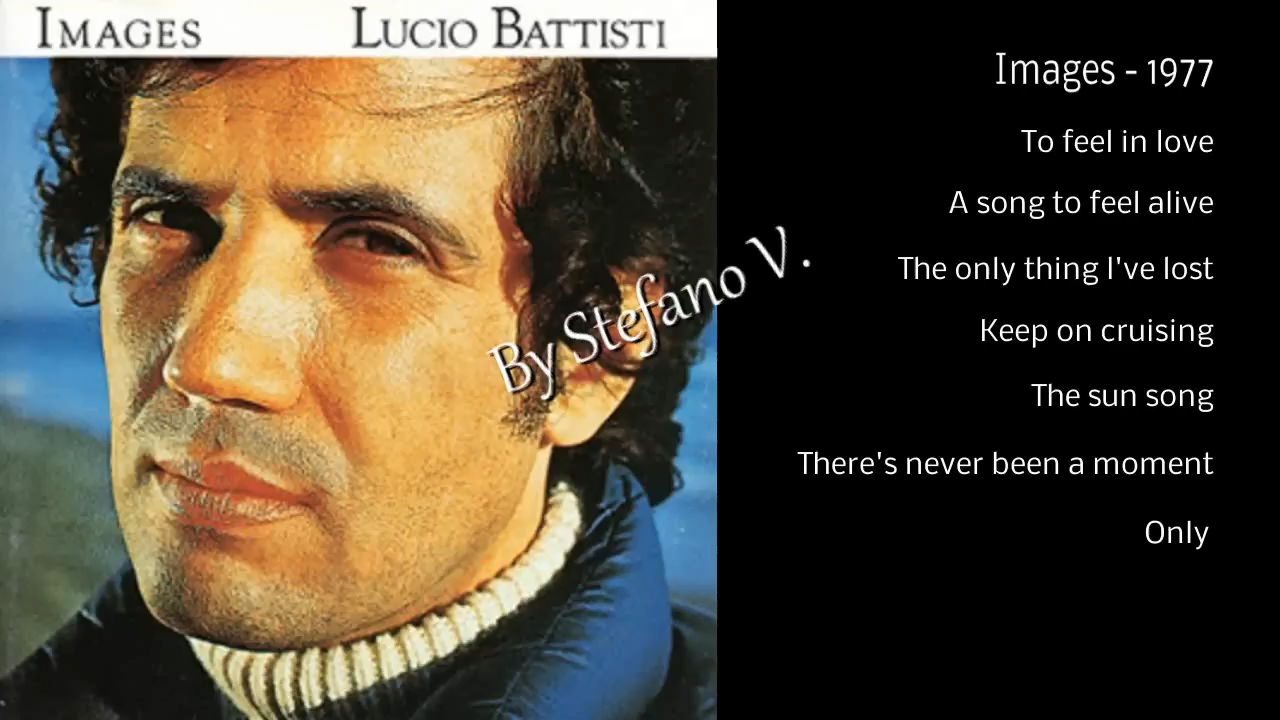 IMAGES LUCIO BATTISTI
Images - 1977
To feel in love
A song to feel alive
The only thing I've lost
Keep on cruising
The sun song
There's never been a moment
Only
By Stefano V.